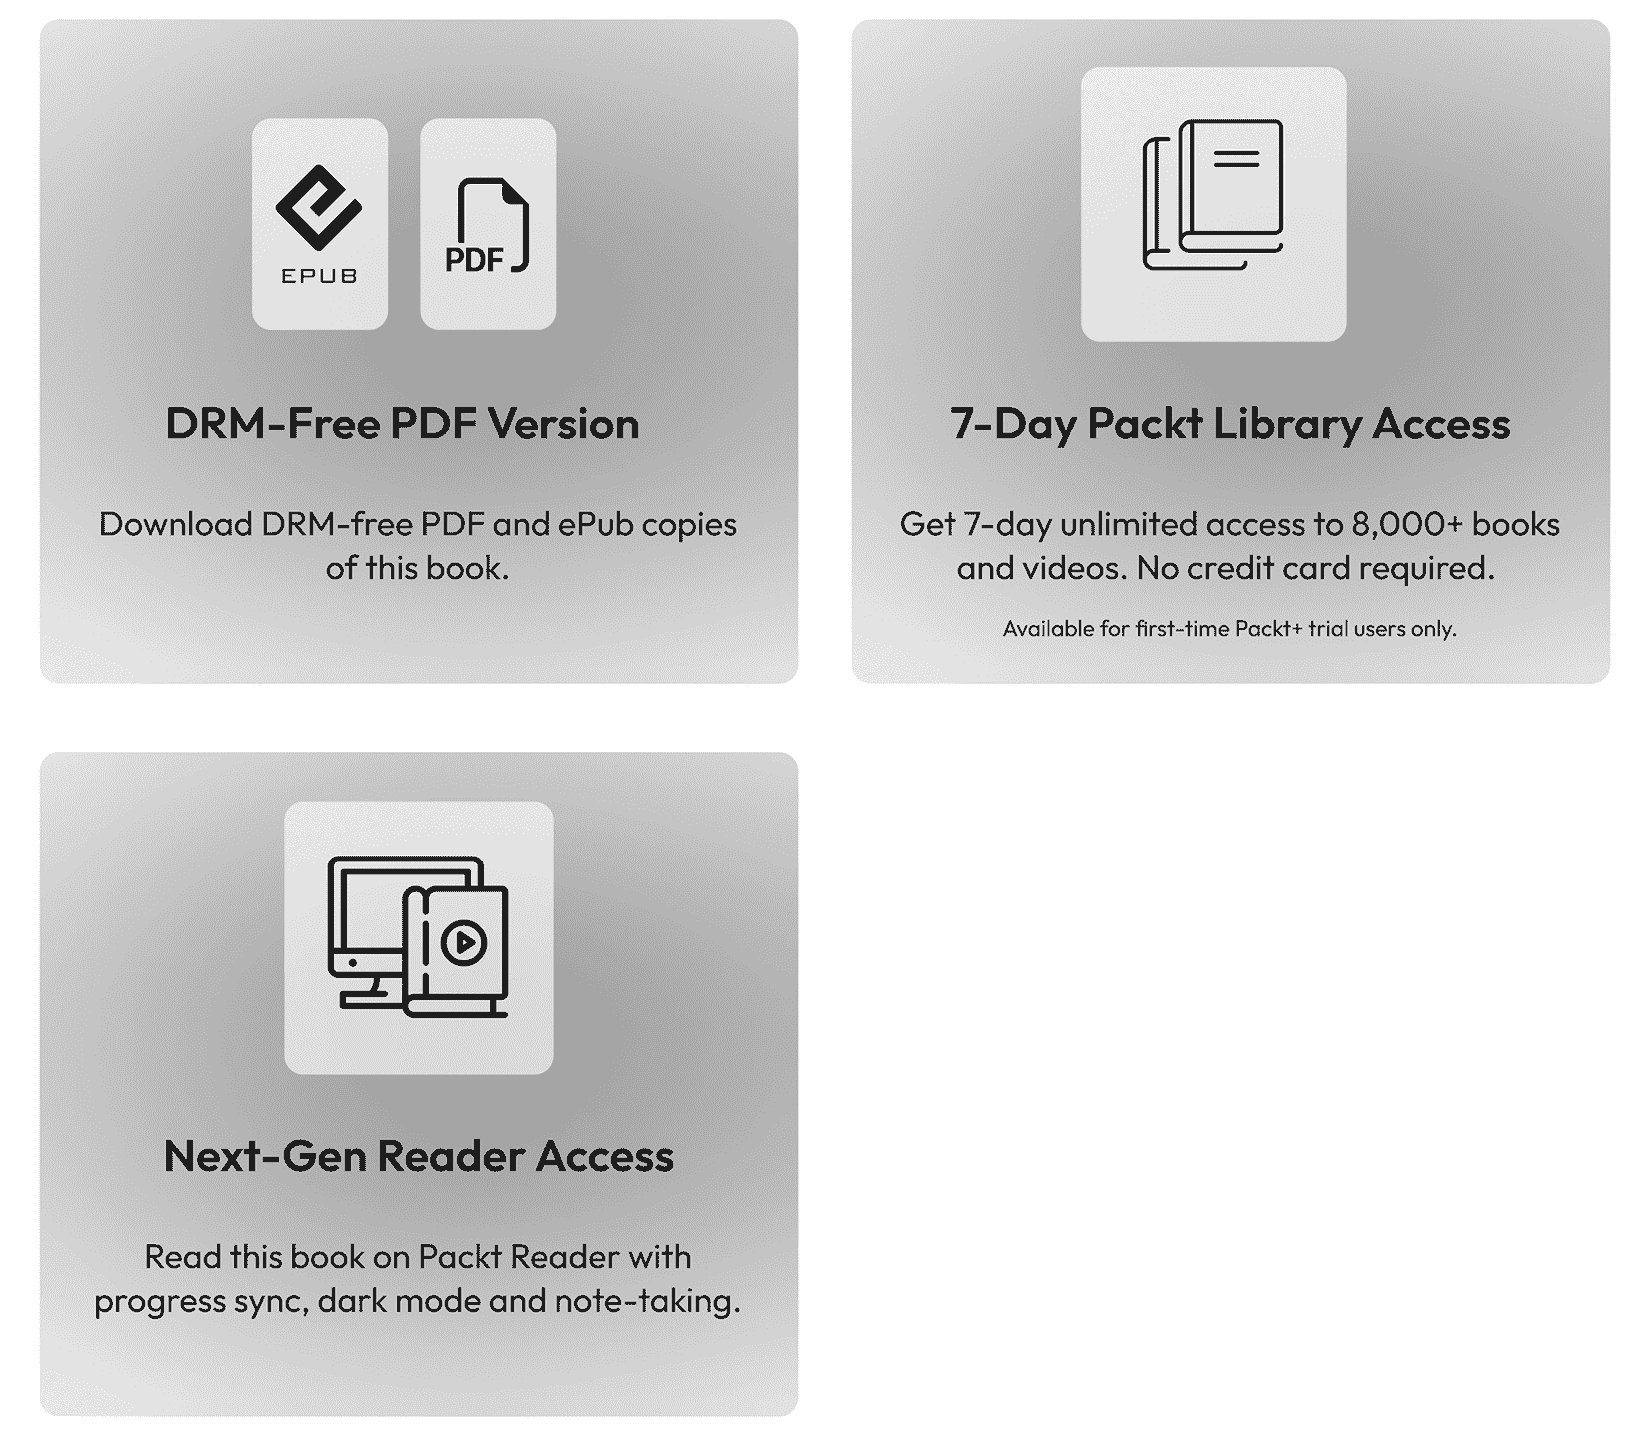 EPUB
PDF
DRM-Free PDF Version
Download DRM-free PDF and ePub copies
of this book.
7-Day Packt Library Access
Get 7-day unlimited access to 8,000+ books
and videos. No credit card required.
Available for first-time Packt+ trial users only.
Next-Gen Reader Access
Read this book on Packt Reader with
progress sync, dark mode and note-taking.